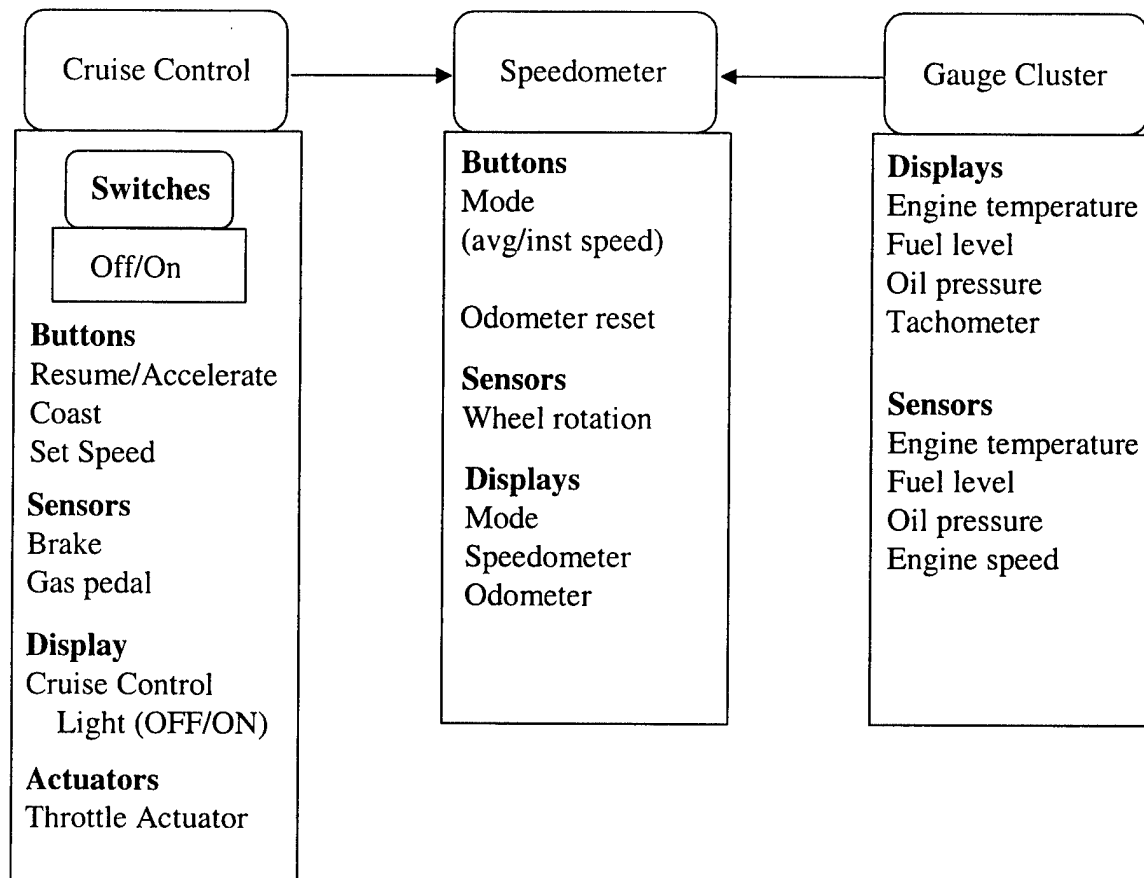 Cruise Control
Switches
Off/On
Buttons
Resume/Accelerate
Coast
Set Speed
Sensors
Brake
Gas pedal
Display
Cruise Control
Light (OFF/ON)
Actuators
Throttle Actuator
Speedometer
Buttons
Mode
(avg/inst speed)
Odometer reset
Sensors
Wheel rotation
Displays
Mode
Speedometer
Odometer
Gauge Cluster
Displays
Engine temperature
Fuel level
Oil pressure
Tachometer
Sensors
Engine temperature
Fuel level
Oil pressure
Engine speed